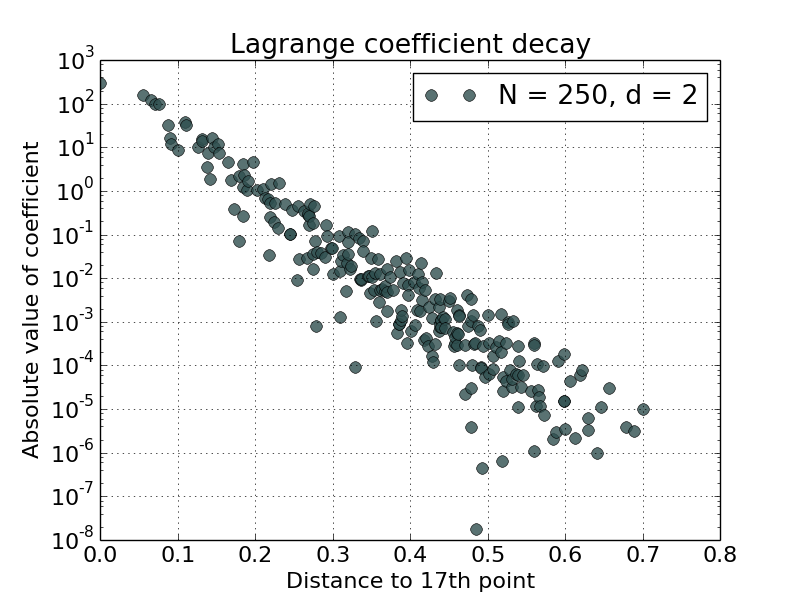 Lagrange coefficient decay
N = 250, d = 2
Absolute value of coefficient
10^3
10^2
10^1
10^0
10^-1
10^-2
10^-3
10^-4
10^-5
10^-6
10^-7
10^-8
0.0 0.1 0.2 0.3 0.4 0.5 0.6 0.7 0.8
Distance to 17th point